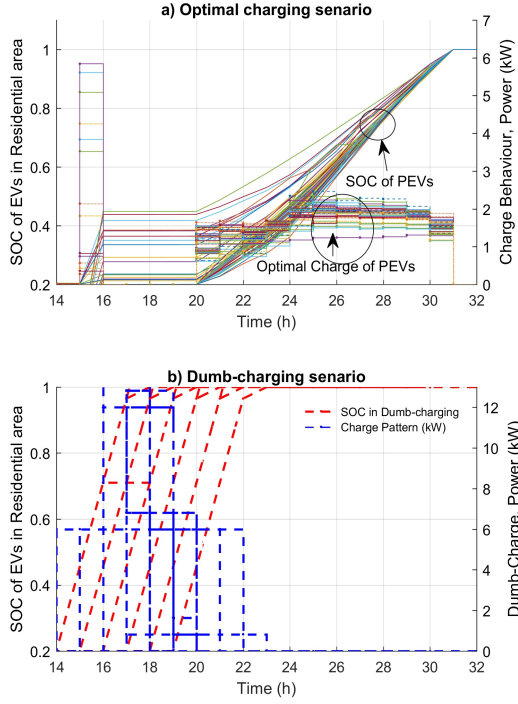 a) Optimal charging senario
SOC of EVs in Residential area
1
0.8
0.6
0.4
0.2
7
6
5
4
3
2
1
0
Charge Behaviour, Power (kW)
SOC of PEVs
Optimal Charge of PEVs
14 16 18 20 22 24 26 28 30 32
Time (h)
b) Dumb-charging senario
SOC of EVs in Residential area
1
0.8
0.6
0.4
0.2
SOC in Dumb-charging
Charge Pattern (kW)
12
10
8
6
4
2
0
Dumb-Charge, Power (kW)
14 16 18 20 22 24 26 28 30 32
Time (h)